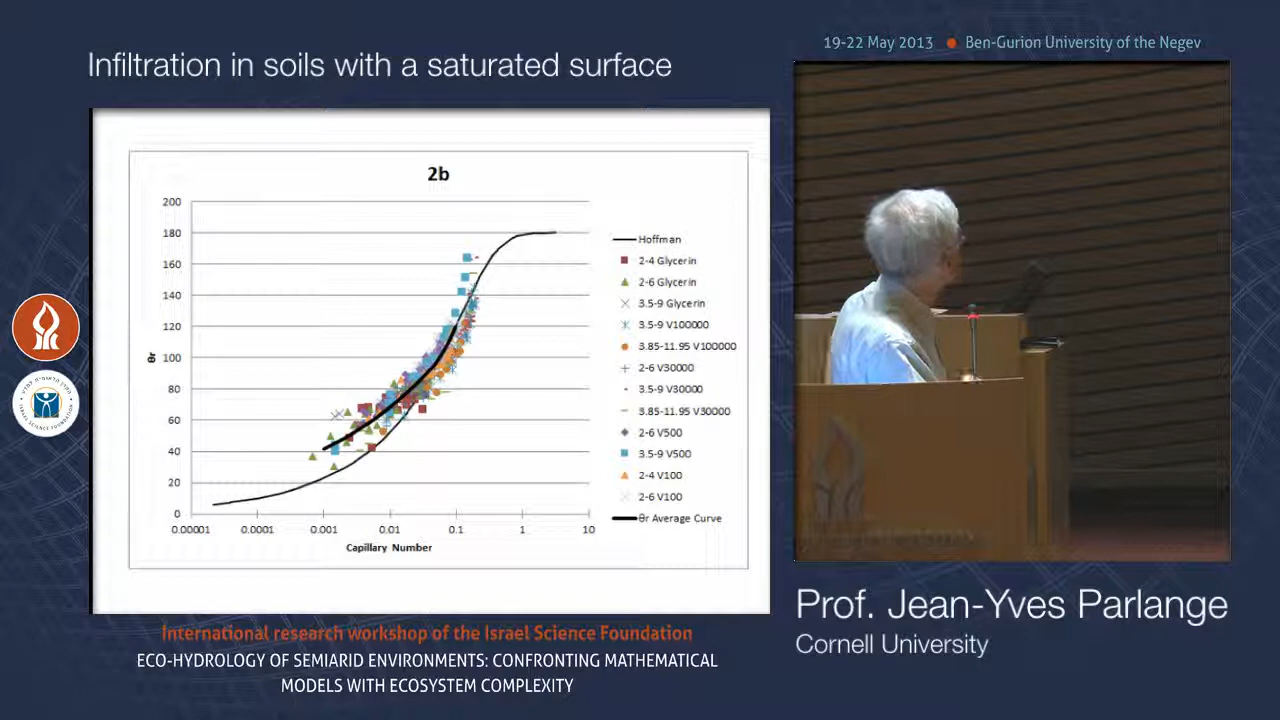 19-22 May 2013 ● Ben-Gurion University of the Negev
Infiltration in soils with a saturated surface
2b
200
180
160
140
120
100
80
60
40
20
0
θr
0.00001 0.0001 0.001 0.01 0.1 1 10
Capillary Number
Hoffman
2-4 Glycerin
2-6 Glycerin
3.5-9 Glycerin
3.5-9 V100000
3.85-11.95 V100000
2-6 V30000
3.5-9 V30000
3.85-11.95 V30000
2-6 V500
3.5-9 V500
2-4 V100
2-6 V100
θr Average Curve
Prof. Jean-Yves Parlange
Cornell University
International research workshop of the Israel Science Foundation
ECO-HYDROLOGY OF SEMIARID ENVIRONMENTS: CONFRONTING MATHEMATICAL
MODELS WITH ECOSYSTEM COMPLEXITY